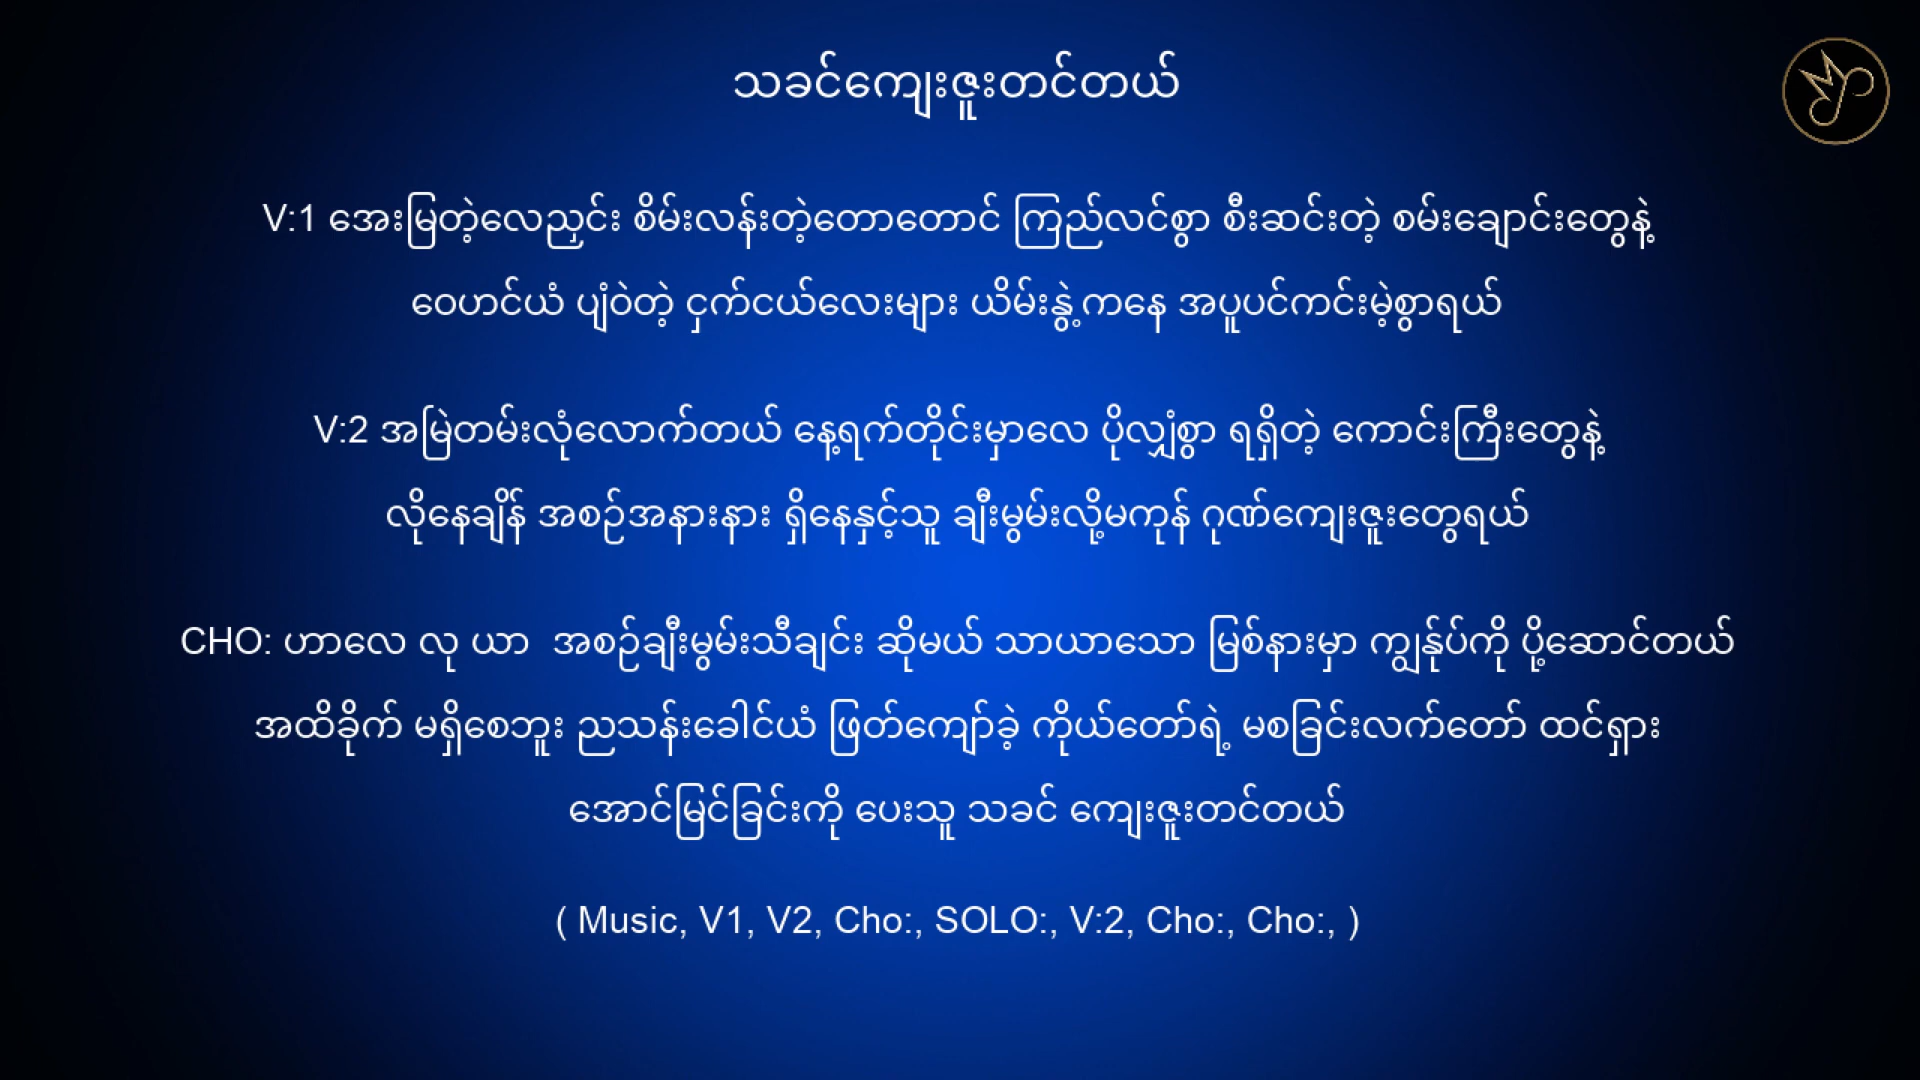 သခင်ကျေးဇူးတင်တယ်
V:1 အေးမြတဲ့လေညှင်း စိမ်းလန်းတဲ့တောတောင် ကြည်လင်စွာ စီးဆင်းတဲ့ စမ်းချောင်းတွေနဲ့
ဝေဟင်ယံ ပျံဝဲတဲ့ ငှက်ငယ်လေးများ ယိမ်းနွဲ့ကနေ အပူပင်ကင်းမဲ့စွာရယ်
V:2 အမြဲတမ်းလုံလောက်တယ် နေ့ရက်တိုင်းမှာလေ ပိုလျှံစွာ ရရှိတဲ့ ကောင်းကြီးတွေနဲ့
လိုနေချိန် အစဉ်အနားနား ရှိနေနှင့်သူ ချီးမွမ်းလို့မကုန် ဂုဏ်ကျေးဇူးတွေရယ်
CHO: ဟာလေ လု ယာ အစဉ်ချီးမွမ်းသီချင်း ဆိုမယ် သာယာသော မြစ်နားမှာ ကျွန်ုပ်ကို ပို့ဆောင်တယ်
အထိခိုက် မရှိစေဘူး ညသန်းခေါင်ယံ ဖြတ်ကျော်ခဲ့ ကိုယ်တော်ရဲ့ မစခြင်းလက်တော် ထင်ရှား
အောင်မြင်ခြင်းကို ပေးသူ သခင် ကျေးဇူးတင်တယ်
( Music, V1, V2, Cho:, SOLO:, V:2, Cho:, Cho:, )